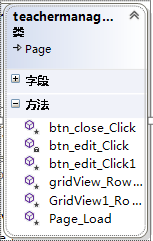 teachermanag...
类
Page
字段
方法
btn_close_Click
btn_edit_Click
btn_edit_Click1
gridView_Row...
GridView1_Ro...
Page_Load